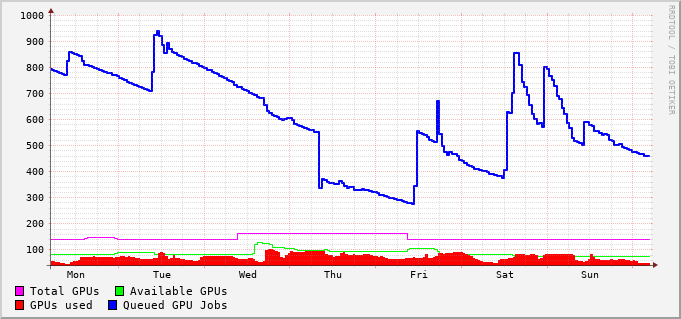 1000
900
800
700
600
500
400
300
200
100
Mon Tue Wed Thu Fri Sat Sun
Total GPUs Available GPUs
GPUs used Queued GPU Jobs
RRDTOOL / TOBI OETIKER